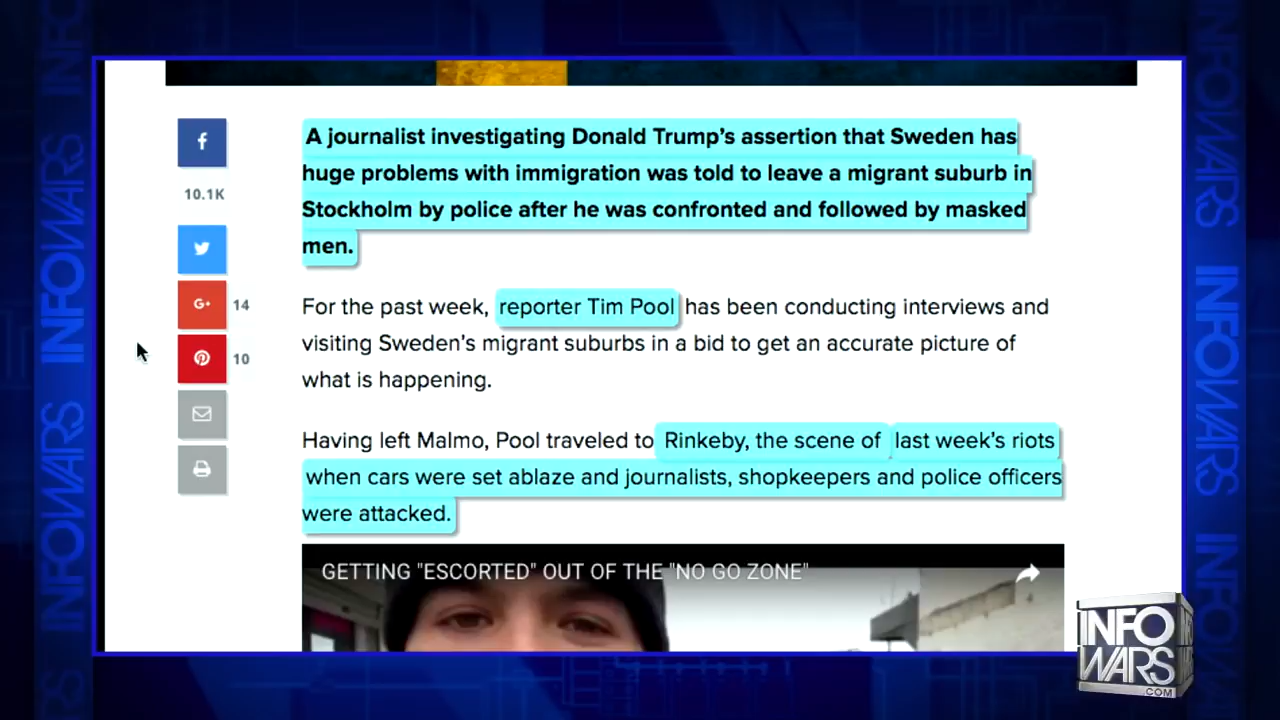 A journalist investigating Donald Trump's assertion that Sweden has
huge problems with immigration was told to leave a migrant suburb in
Stockholm by police after he was confronted and followed by masked
men.
10.1K
14
10
For the past week, reporter Tim Pool has been conducting interviews and
visiting Sweden's migrant suburbs in a bid to get an accurate picture of
what is happening.
Having left Malmo, Pool traveled to Rinkeby, the scene of last week's riots
when cars were set ablaze and journalists, shopkeepers and police officers
were attacked.
GETTING "ESCORTED" OUT OF THE "NO GO ZONE"
INFOWARS
INFOWARS
INFOWARS
INFOWARS
INFO
WARS
.COM